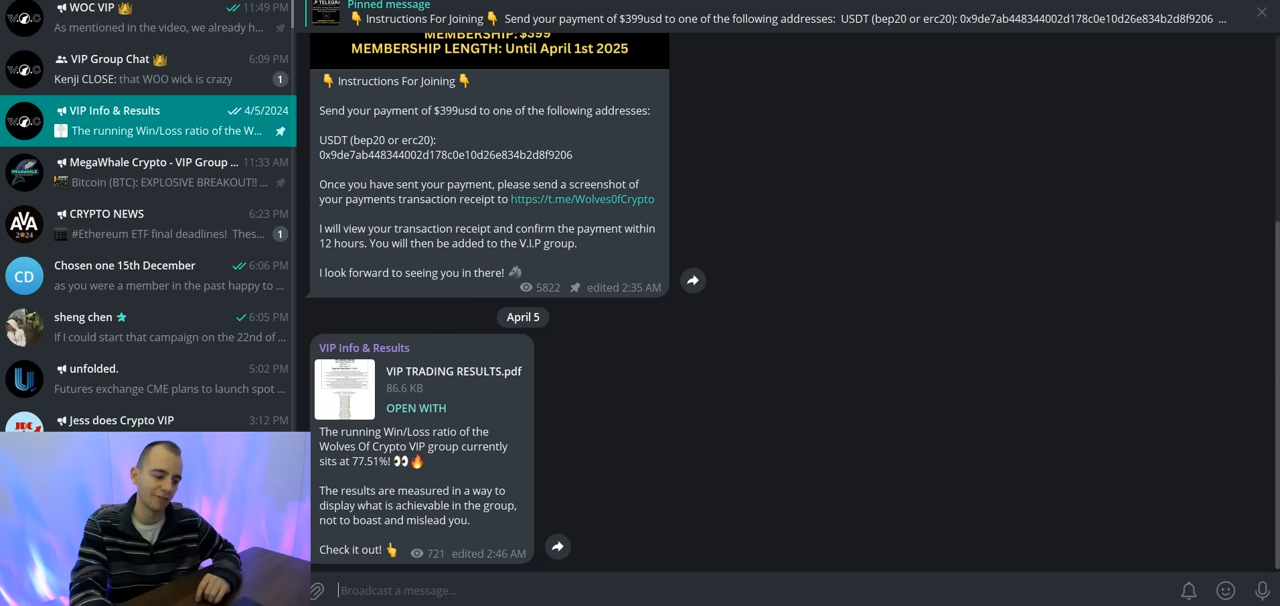 WOC VIP 👑 11:49 PM
As mentioned in the video, we already h...
VIP Group Chat 👑 6:09 PM
Kenji CLOSE: that WOO wick is crazy 1
VIP Info & Results 4/5/2024
The running Win/Loss ratio of the W...
MegaWhale Crypto - VIP Group ... 11:33 AM
Bitcoin (BTC): EXPLOSIVE BREAKOUT!! ...
AVA
2024
CRYPTO NEWS 6:23 PM
#Ethereum ETF final deadlines! Thes... 1
CD
Chosen one 15th December 6:06 PM
as you were a member in the past happy to ...
sheng chen 6:05 PM
If I could start that campaign on the 22nd of ...
unfolded. 5:02 PM
Futures exchange CME plans to launch spot ...
Jess does Crypto VIP 3:12 PM
Pinned message
👇 Instructions For Joining 👇 Send your payment of $399usd to one of the following addresses: USDT (bep20 or erc20): 0x9de7ab448344002d178c0e10d26e834b2d8f9206 ...
MEMBERSHIP: $399
MEMBERSHIP LENGTH: Until April 1st 2025
👇 Instructions For Joining 👇
Send your payment of $399usd to one of the following addresses:
USDT (bep20 or erc20):
0x9de7ab448344002d178c0e10d26e834b2d8f9206
Once you have sent your payment, please send a screenshot of
your payments transaction receipt to https://t.me/Wolves0fCrypto
I will view your transaction receipt and confirm the payment within
12 hours. You will then be added to the V.I.P group.
I look forward to seeing you in there! 🐺
5822 edited 2:35 AM
April 5
VIP Info & Results
VIP TRADING RESULTS.pdf
86.6 KB
OPEN WITH
The running Win/Loss ratio of the
Wolves Of Crypto VIP group currently
sits at 77.51%! 👀🔥
The results are measured in a way to
display what is achievable in the group,
not to boast and mislead you.
Check it out! 👆
721 edited 2:46 AM
Broadcast a message...